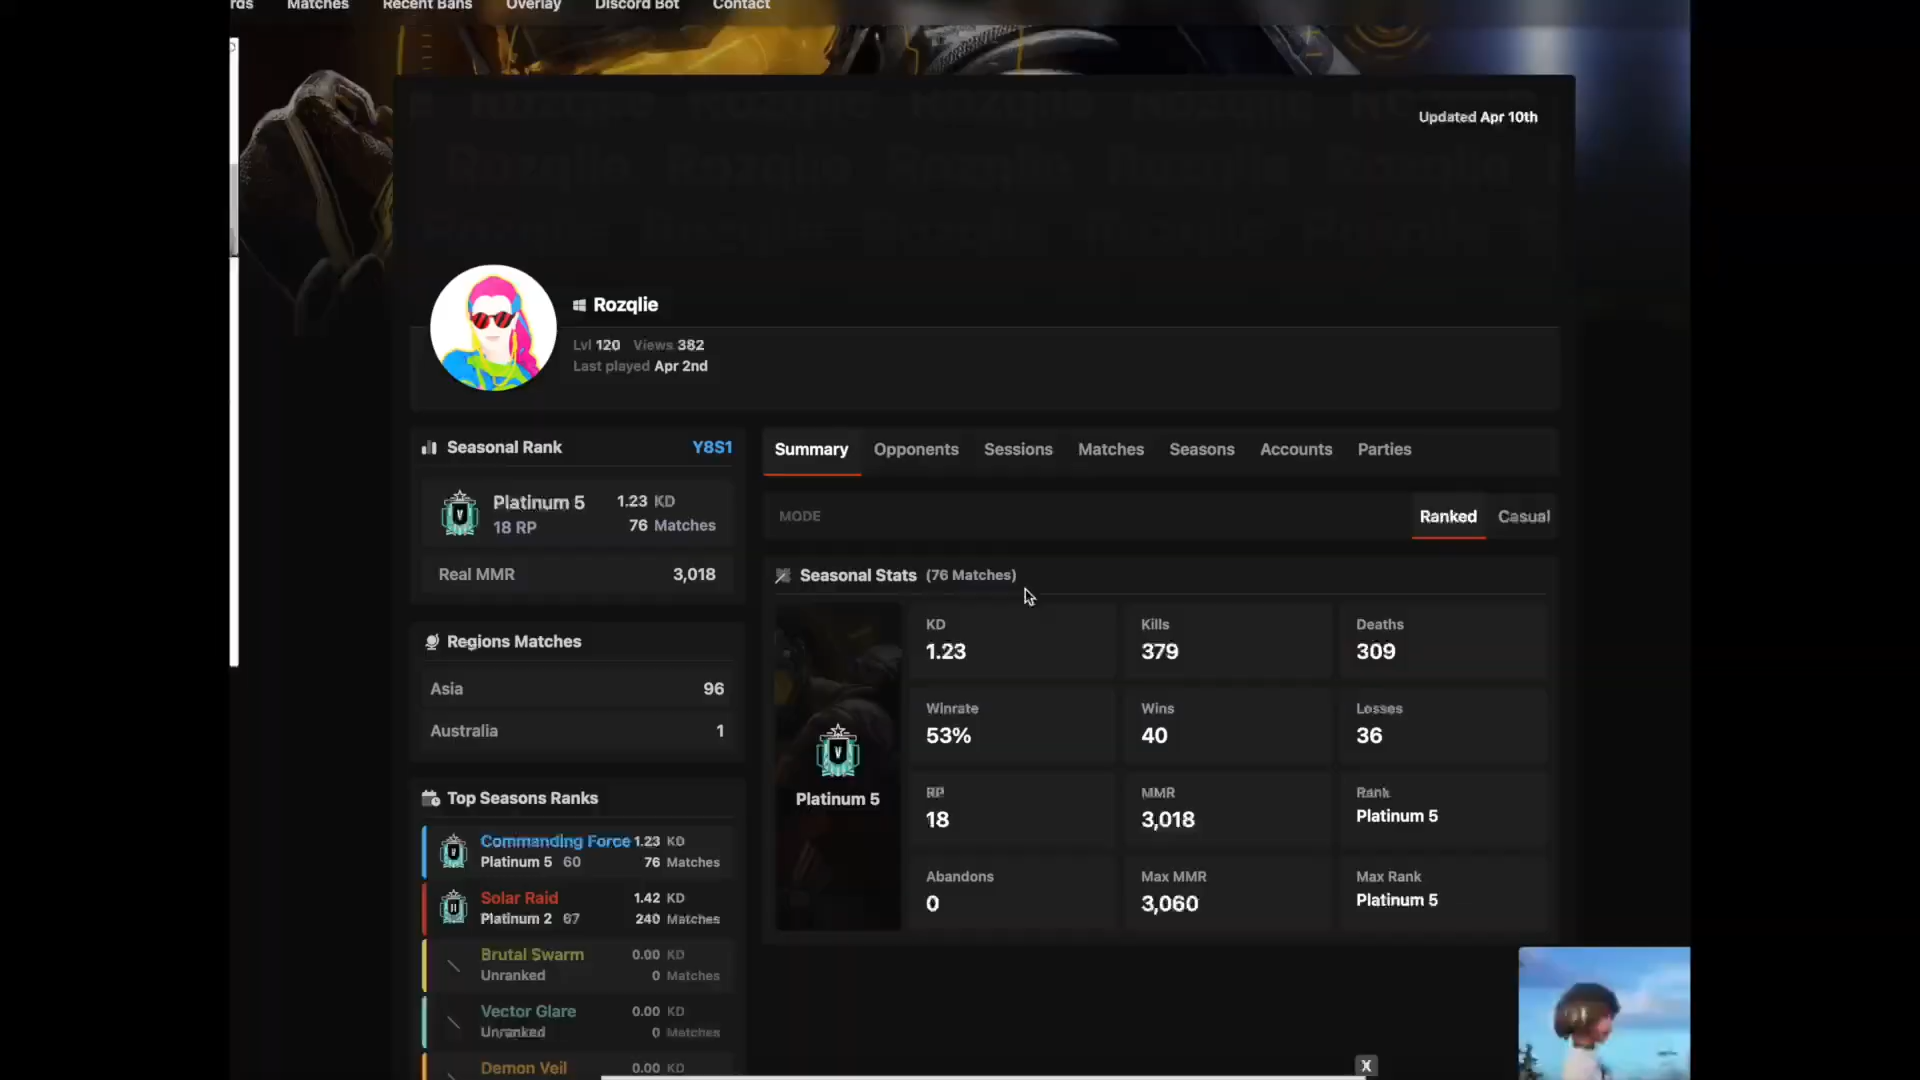 rds Matches Recent Bans Overlay Discord Bot Contact
Updated Apr 10th
Rozqlie
Lvl 120 Views 382
Last played Apr 2nd
Seasonal Rank Y8S1
Platinum 5 1.23 KD
18 RP 76 Matches
Real MMR 3,018
Regions Matches
Asia 96
Australia 1
Top Seasons Ranks
Commanding Force 1.23 KD
Platinum 5 60 76 Matches
Solar Raid 1.42 KD
Platinum 2 67 240 Matches
Brutal Swarm 0.00 KD
Unranked 0 Matches
Vector Glare 0.00 KD
Unranked 0 Matches
Demon Veil 0.00 KD
Summary Opponents Sessions Matches Seasons Accounts Parties
MODE Ranked Casual
Seasonal Stats (76 Matches)
Platinum 5
KD Kills Deaths
1.23 379 309
Winrate Wins Losses
53% 40 36
RP MMR Rank
18 3,018 Platinum 5
Abandons Max MMR Max Rank
0 3,060 Platinum 5
X